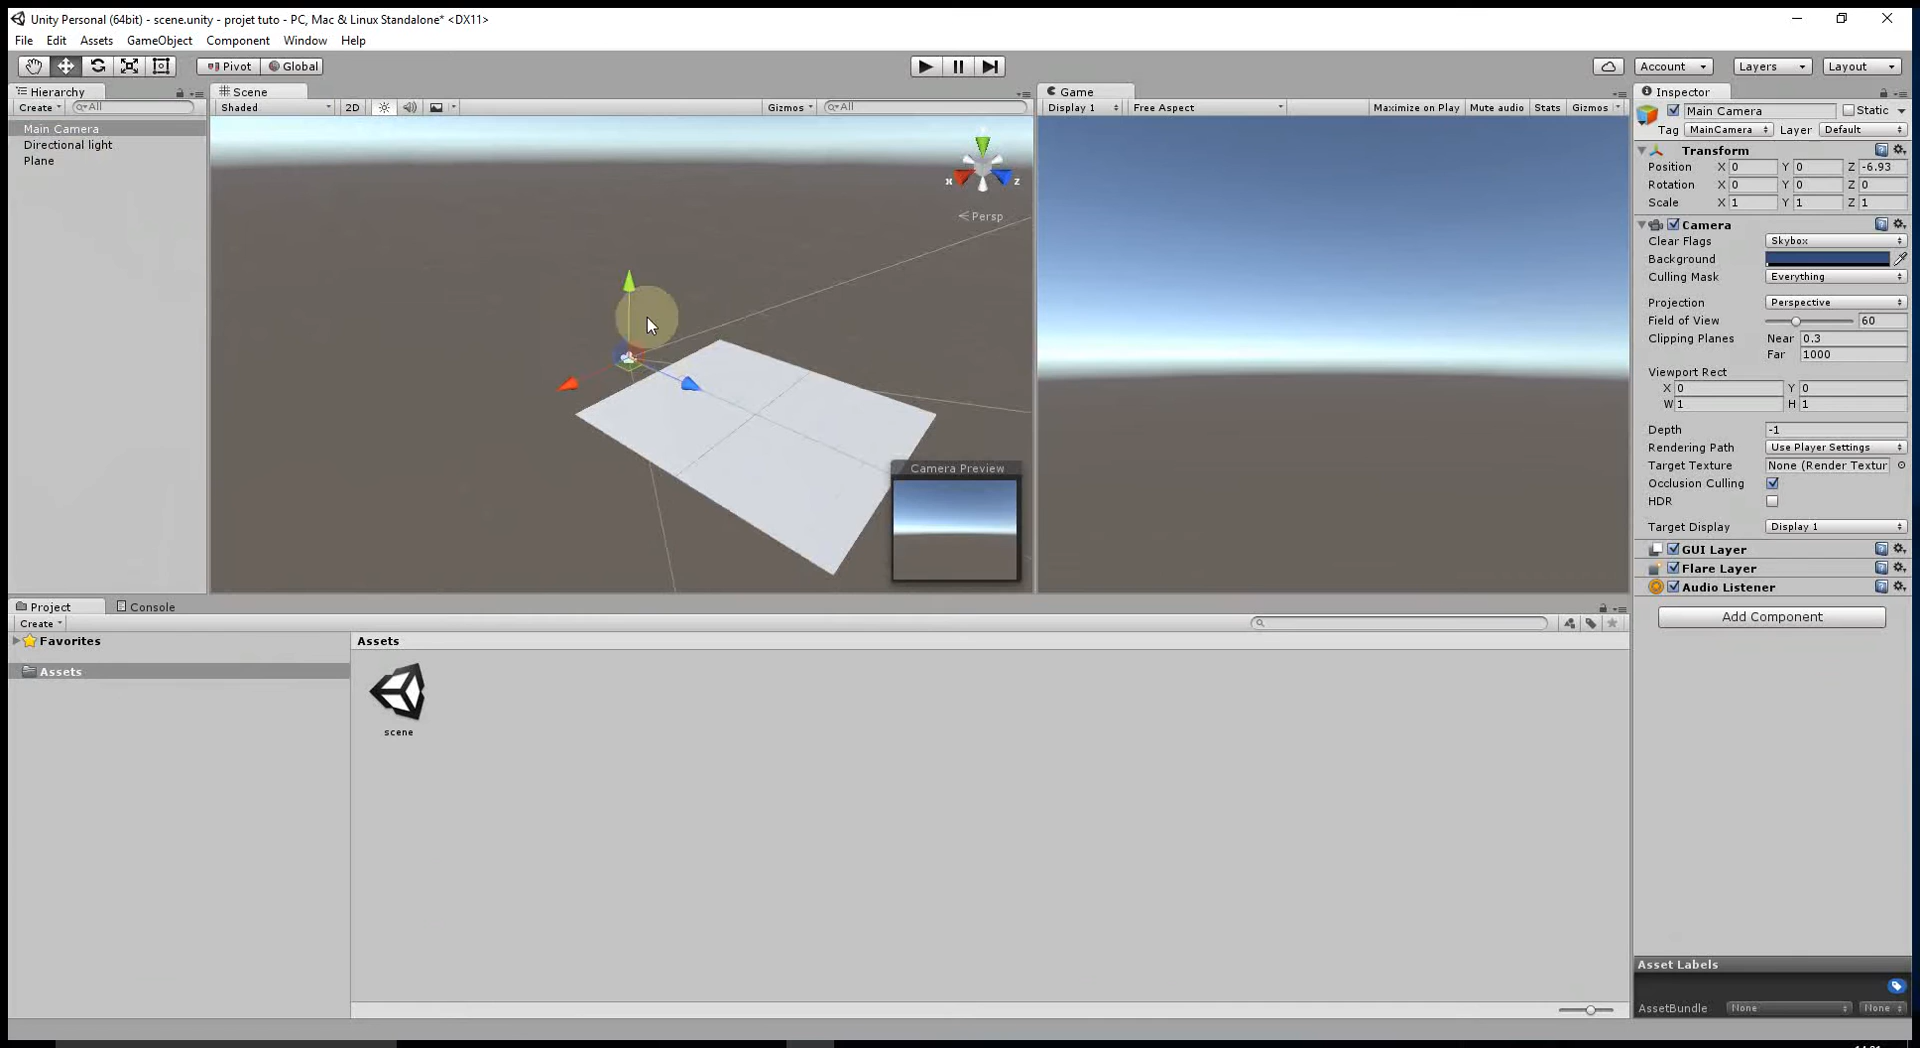 Unity Personal (64bit) - scene.unity - projet tuto - PC, Mac & Linux Standalone* <DX11>
File Edit Assets GameObject Component Window Help
Pivot Global Account Layers Layout
Hierarchy
Create All
Main Camera
Directional light
Plane
Scene
Shaded 2D Gizmos All
x z
Persp
Camera Preview
Game
Display 1 Free Aspect Maximize on Play Mute audio Stats Gizmos
Inspector
Main Camera Static
Tag MainCamera Layer Default
Transform
Position X 0 Y 0 Z -6.93
Rotation X 0 Y 0 Z 0
Scale X 1 Y 1 Z 1
Camera
Clear Flags Skybox
Background
Culling Mask Everything
Projection Perspective
Field of View 60
Clipping Planes Near 0.3
Far 1000
Viewport Rect
X 0 Y 0
W 1 H 1
Depth -1
Rendering Path Use Player Settings
Target Texture None (Render Textur
Occlusion Culling
HDR
Target Display Display 1
GUI Layer
Flare Layer
Audio Listener
Add Component
Project Console
Create
Favorites
Assets
Assets
scene
Asset Labels
AssetBundle None None